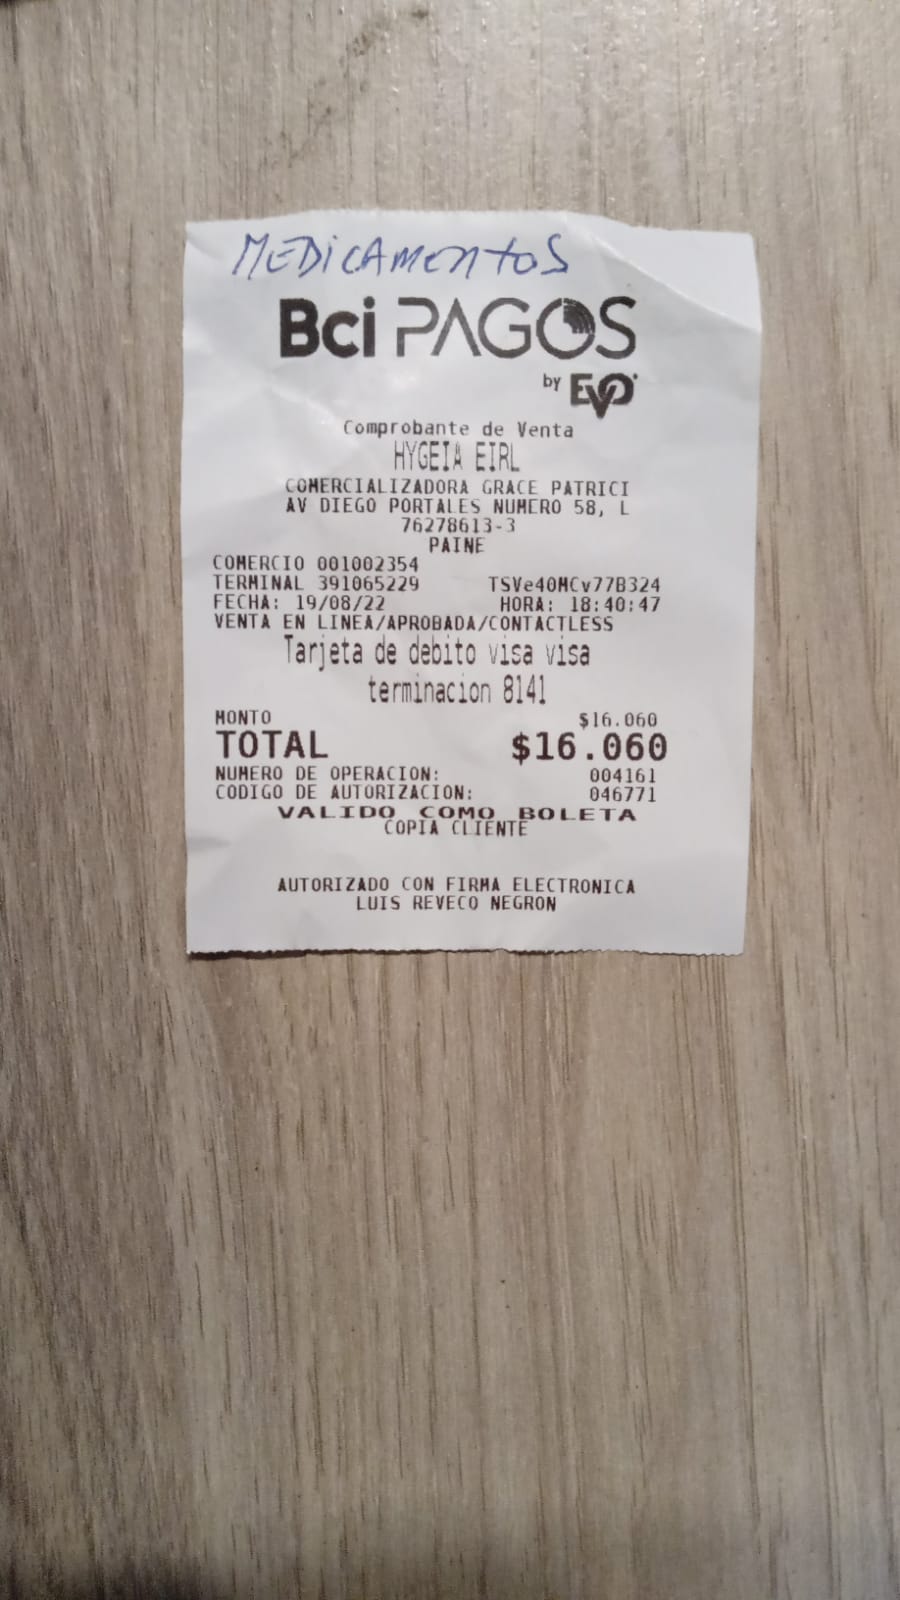 MEDICAMENTOS
Bci PAGOS
by EVO
Comprobante de Venta
HYGEIA EIRL
COMERCIALIZADORA GRACE PATRICI
AV DIEGO PORTALES NUMERO 58, L
76278613-3
PAINE
COMERCIO 001002354
TERMINAL 391065229 TSVe40MCv77B324
FECHA: 19/08/22 HORA: 18:40:47
VENTA EN LINEA/APROBADA/CONTACTLESS
Tarjeta de debito visa visa
terminacion 8141
MONTO $16.060
TOTAL $16.060
NUMERO DE OPERACION: 004161
CODIGO DE AUTORIZACION: 046771
VALIDO COMO BOLETA
COPIA CLIENTE
AUTORIZADO CON FIRMA ELECTRONICA
LUIS REVECO NEGRON